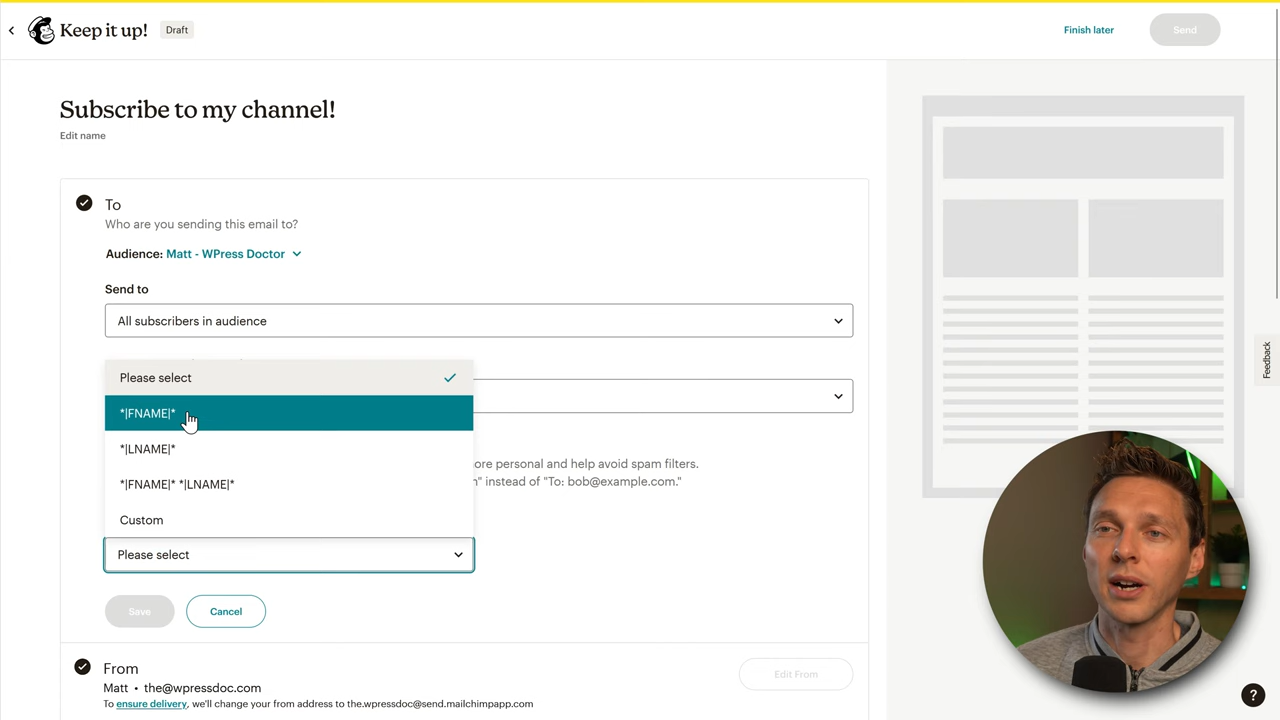 Keep it up!
Draft
Finish later
Send
Subscribe to my channel!
Edit name
To
Who are you sending this email to?
Audience: Matt - WPress Doctor
Send to
All subscribers in audience
Please select
*|FNAME|*
*|LNAME|*
ore personal and help avoid spam filters.
" instead of "To: bob@example.com."
*|FNAME|* *|LNAME|*
Custom
Please select
Save
Cancel
From
Matt • the@wpressdoc.com
To ensure delivery, we'll change your from address to the.wpressdoc@send.mailchimpapp.com
Edit From
Feedback
?